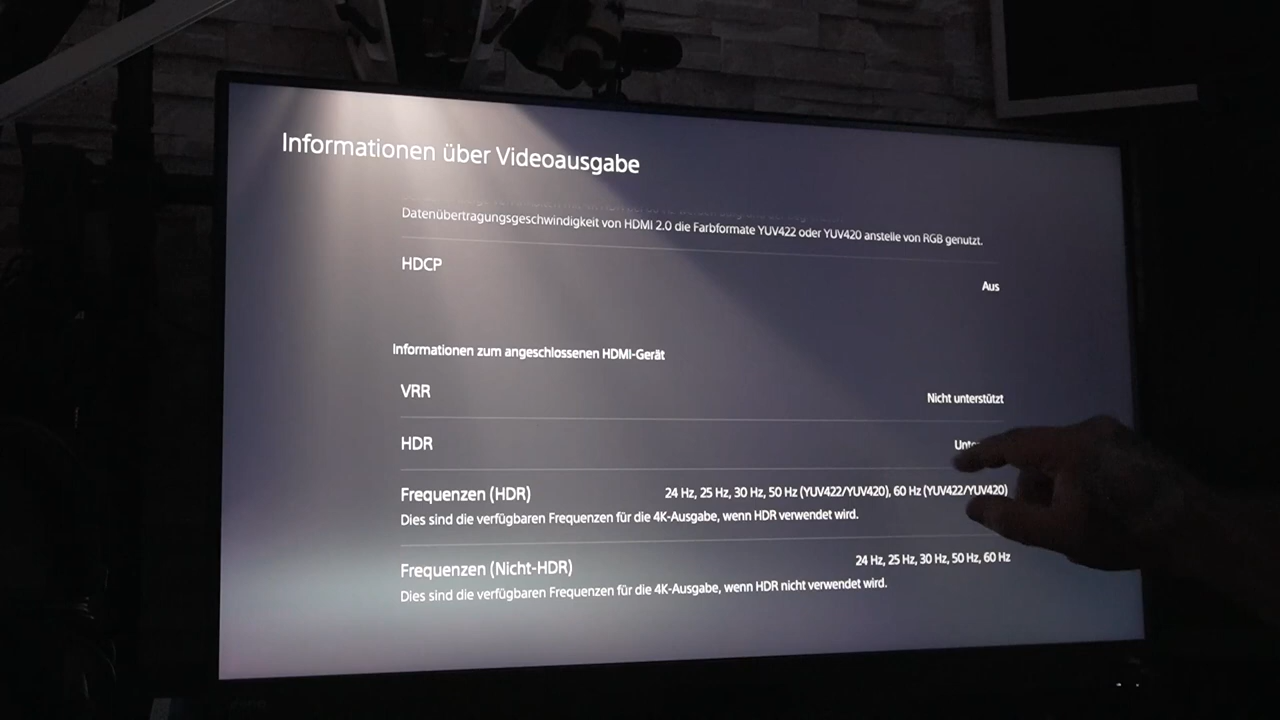 Informationen über Videoausgabe
Datenübertragungsgeschwindigkeit von HDMI 2.0 die Farbformate YUV422 oder YUV420 anstelle von RGB genutzt.
HDCP
Aus
Informationen zum angeschlossenen HDMI-Gerät
VRR
Nicht unterstützt
HDR
Frequenzen (HDR)
24 Hz, 25 Hz, 30 Hz, 50 Hz (YUV422/YUV420), 60 Hz (YUV422/YUV420)
Dies sind die verfügbaren Frequenzen für die 4K-Ausgabe, wenn HDR verwendet wird.
Frequenzen (Nicht-HDR)
24 Hz, 25 Hz, 30 Hz, 50 Hz, 60 Hz
Dies sind die verfügbaren Frequenzen für die 4K-Ausgabe, wenn HDR nicht verwendet wird.